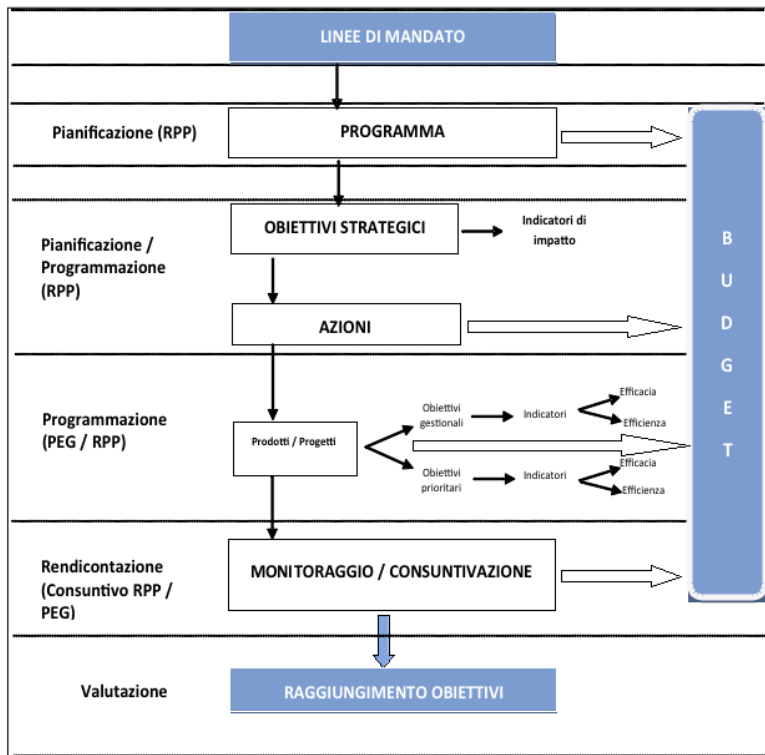 LINEE DI MANDATO
Pianificazione (RPP)
PROGRAMMA
OBIETTIVI STRATEGICI
Indicatori di
impatto
Pianificazione /
Programmazione
(RPP)
AZIONI
Programmazione
(PEG / RPP)
Prodotti / Progetti
Obiettivi
gestionali
Indicatori
Efficacia
Efficienza
Obiettivi
prioritari
Indicatori
Efficacia
Efficienza
Rendicontazione
(Consuntivo RPP /
PEG)
MONITORAGGIO / CONSUNTIVAZIONE
Valutazione
RAGGIUNGIMENTO OBIETTIVI
B
U
D
G
E
T